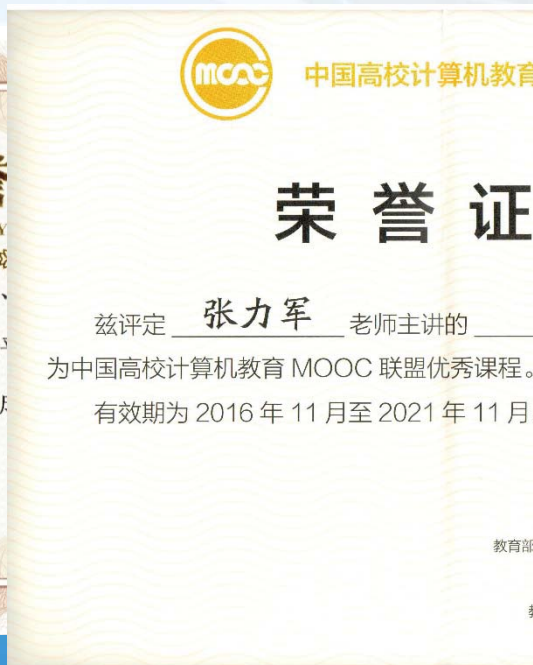 mooc
中国高校计算机教育
荣誉证
兹评定 张力军 老师主讲的
为中国高校计算机教育 MOOC 联盟优秀课程。
有效期为 2016 年 11 月至 2021 年 11 月
教育部